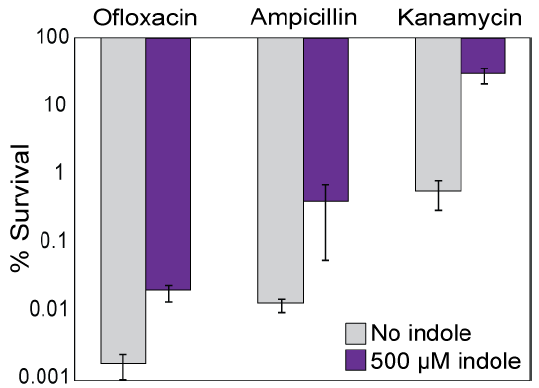 Ofloxacin Ampicillin Kanamycin
100
10
1
0.1
0.01
0.001
% Survival
No indole
500 µM indole